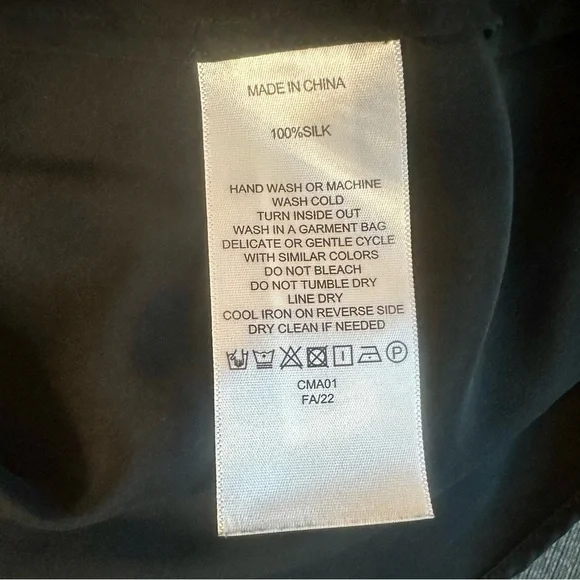 MADE IN CHINA
100%SILK
HAND WASH OR MACHINE
WASH COLD
TURN INSIDE OUT
WASH IN A GARMENT BAG
DELICATE OR GENTLE CYCLE
WITH SIMILAR COLORS
DO NOT BLEACH
DO NOT TUMBLE DRY
LINE DRY
COOL IRON ON REVERSE SIDE
DRY CLEAN IF NEEDED
P
CMA01
FA/22